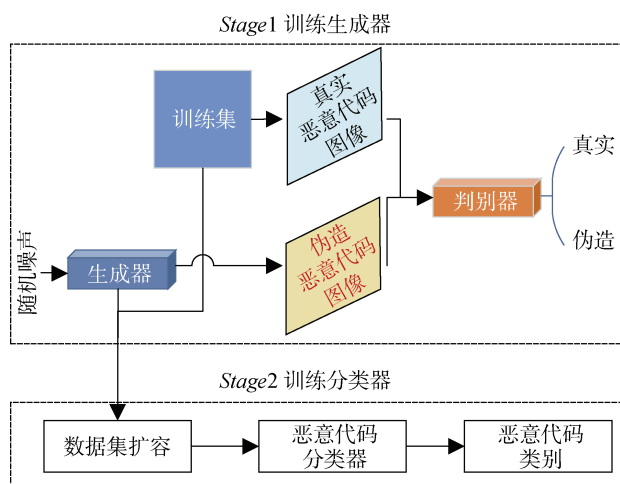 Stage1 训练生成器
训练集
真实
恶意代码
图像
真实
判别器
伪造
随机噪声
生成器
伪造
恶意代码
图像
Stage2 训练分类器
数据集扩容
恶意代码
分类器
恶意代码
类别